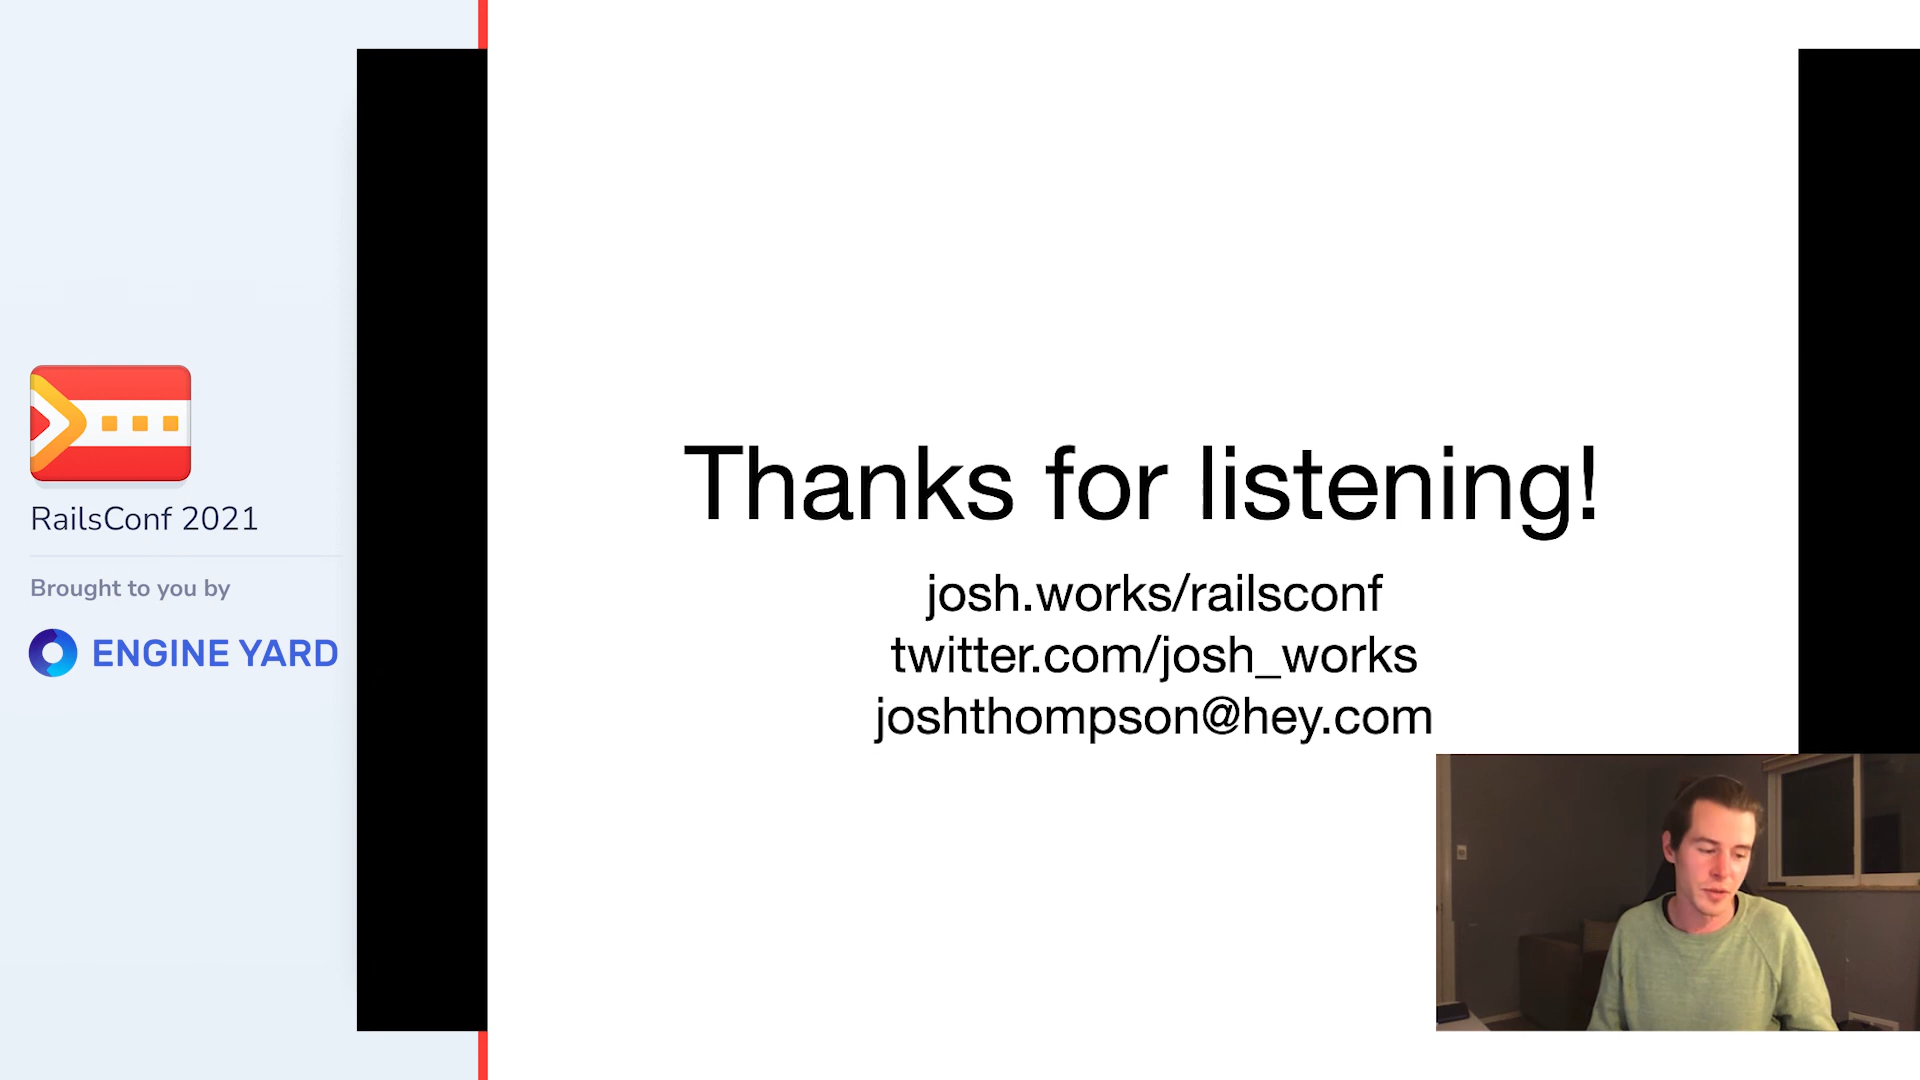 RailsConf 2021
Brought to you by
ENGINE YARD
Thanks for listening!
josh.works/railsconf
twitter.com/josh_works
joshthompson@hey.com